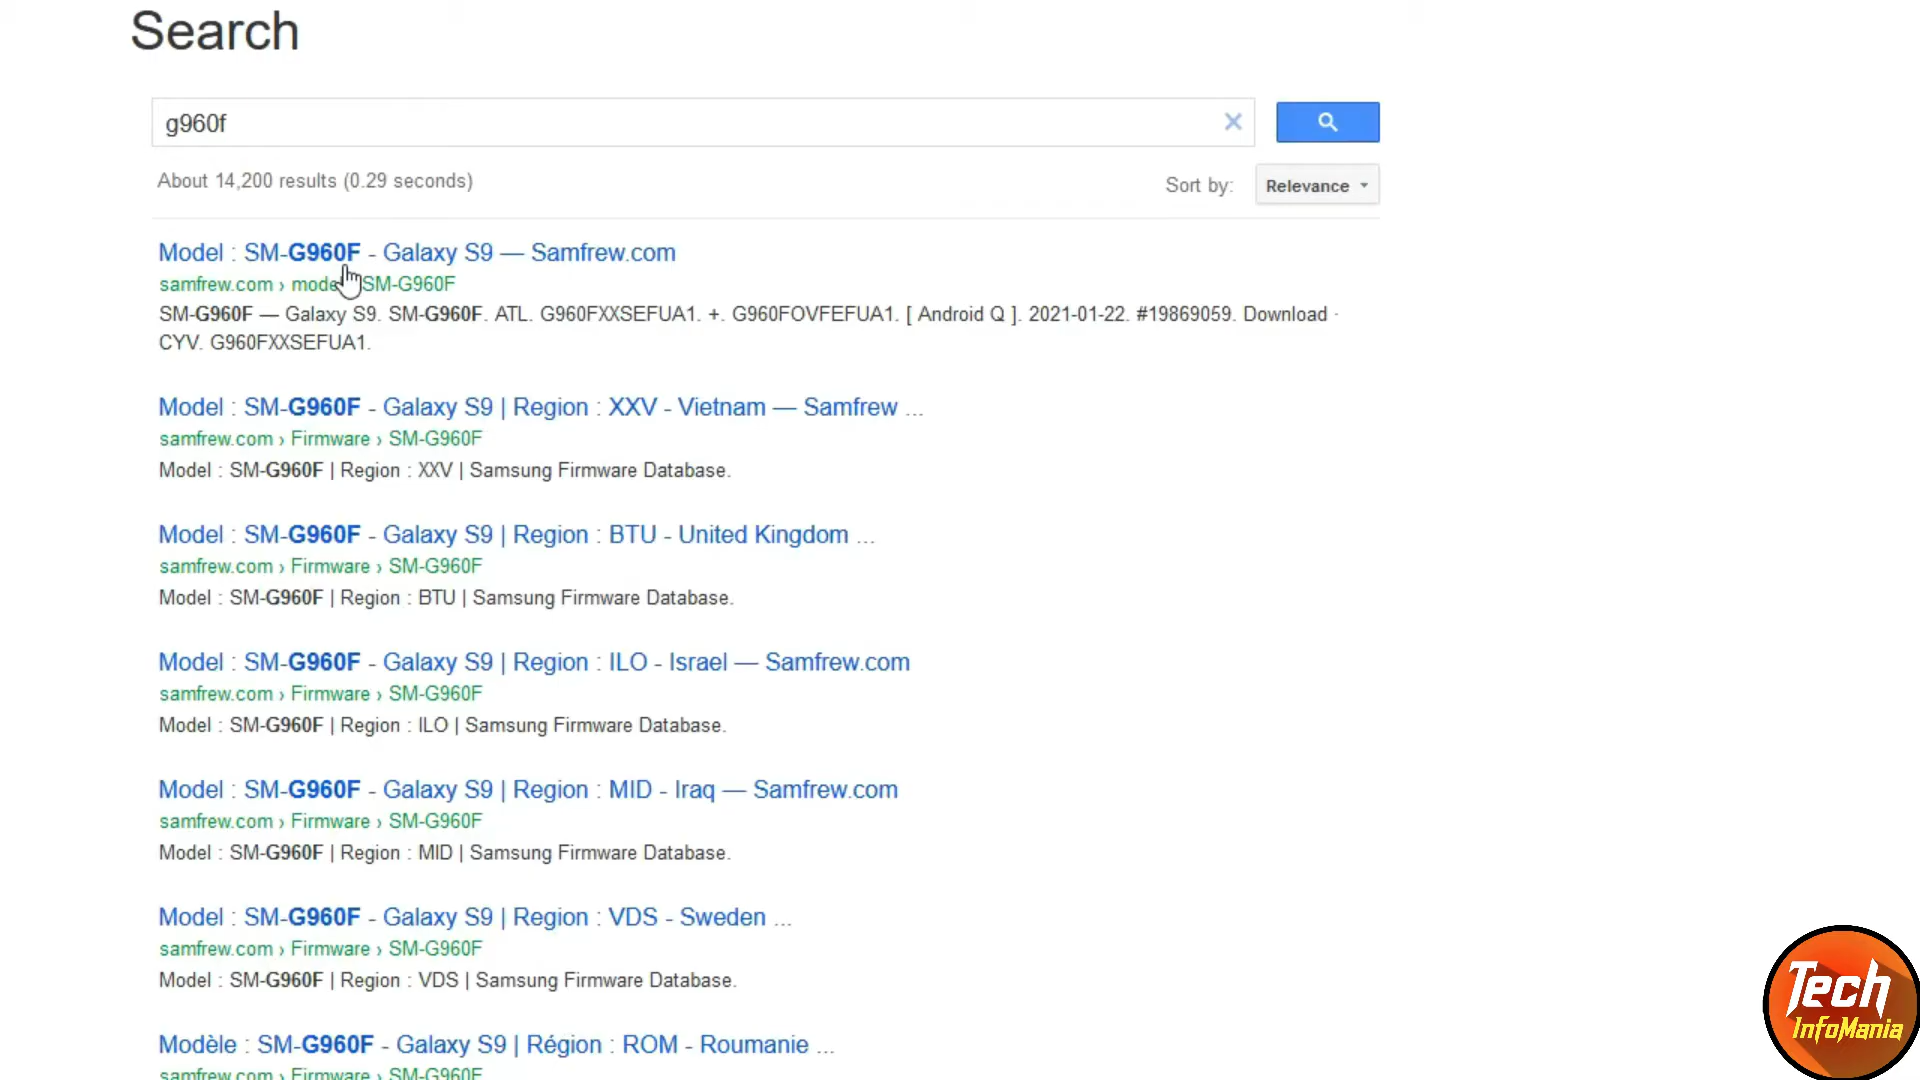 Search
g960f
About 14,200 results (0.29 seconds)
Sort by:
Relevance
Model : SM-G960F - Galaxy S9 — Samfrew.com
samfrew.com › mode SM-G960F
SM-G960F — Galaxy S9. SM-G960F. ATL. G960FXXSEFUA1. +. G960FOVFEFUA1. [ Android Q ]. 2021-01-22. #19869059. Download ·
CYV. G960FXXSEFUA1.
Model : SM-G960F - Galaxy S9 | Region : XXV - Vietnam — Samfrew ...
samfrew.com › Firmware › SM-G960F
Model : SM-G960F | Region : XXV | Samsung Firmware Database.
Model : SM-G960F - Galaxy S9 | Region : BTU - United Kingdom ...
samfrew.com › Firmware › SM-G960F
Model : SM-G960F | Region : BTU | Samsung Firmware Database.
Model : SM-G960F - Galaxy S9 | Region : ILO - Israel — Samfrew.com
samfrew.com › Firmware › SM-G960F
Model : SM-G960F | Region : ILO | Samsung Firmware Database.
Model : SM-G960F - Galaxy S9 | Region : MID - Iraq — Samfrew.com
samfrew.com › Firmware › SM-G960F
Model : SM-G960F | Region : MID | Samsung Firmware Database.
Model : SM-G960F - Galaxy S9 | Region : VDS - Sweden ...
samfrew.com › Firmware › SM-G960F
Model : SM-G960F | Region : VDS | Samsung Firmware Database.
Modèle : SM-G960F - Galaxy S9 | Région : ROM - Roumanie ...
samfrew.com › Firmware › SM-G960F
Tech
InfoMania